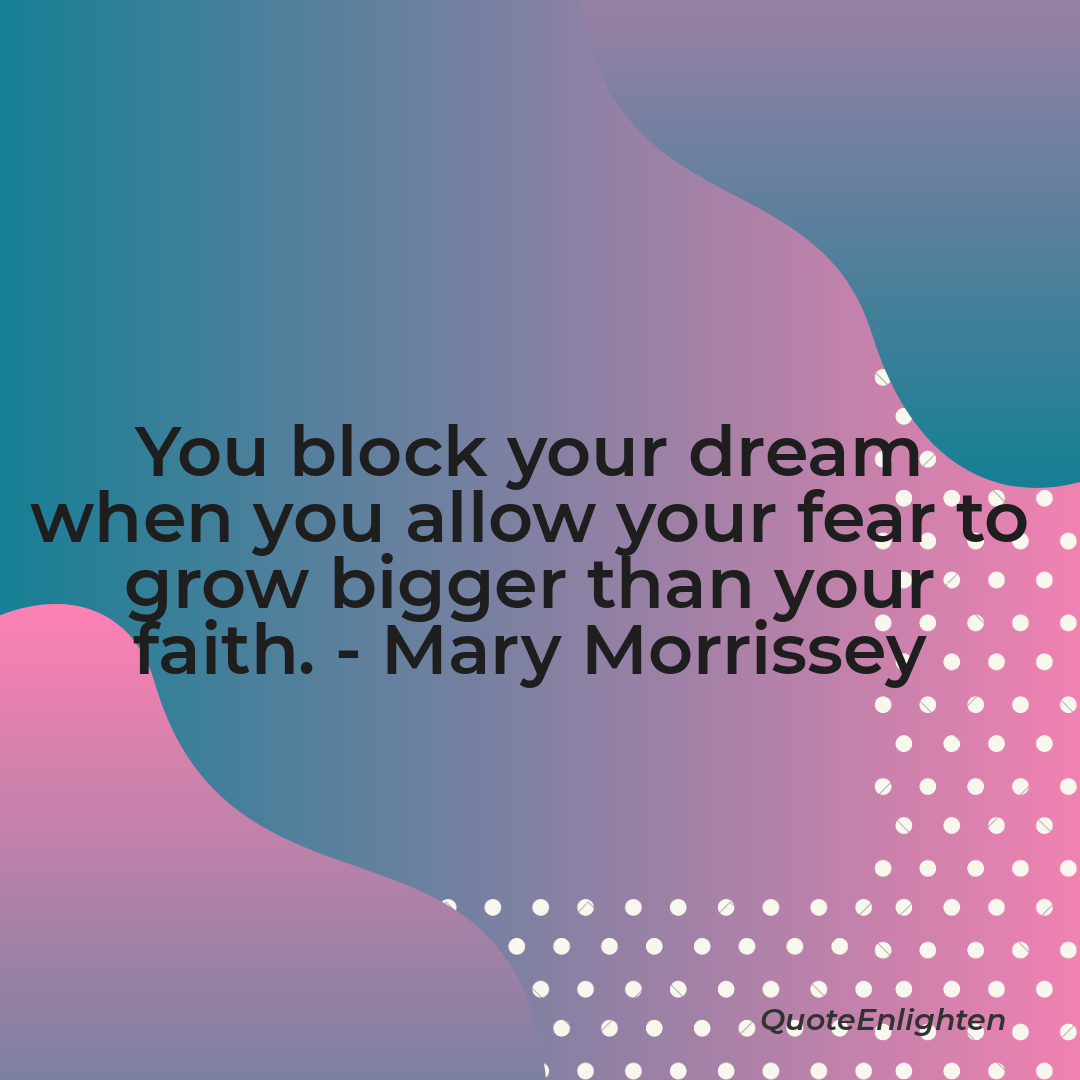 You block your dream
when you allow your fear to
grow bigger than your
faith. - Mary Morrissey
QuoteEnlighten